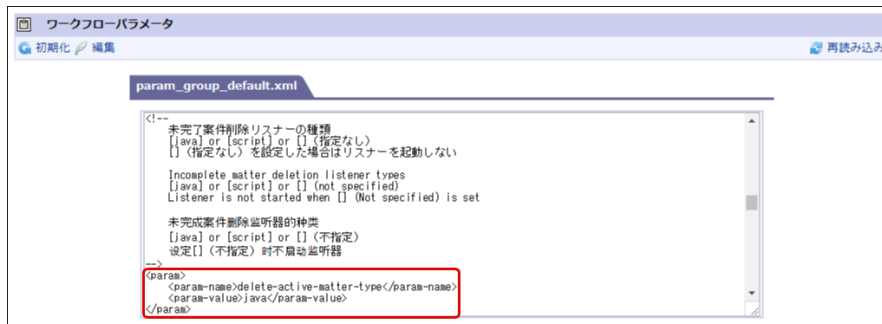 ワークフローパラメータ
初期化 編集 再読み込み
param_group_default.xml
<!--
未完了案件削除リスナーの種類
[java] or [script] or [] (指定なし)
[] (指定なし) を設定した場合はリスナーを起動しない
Incomplete matter deletion listener types
[java] or [script] or [] (not specified)
Listener is not started when [] (Not specified) is set
未完成案件删除监听器的种类
[java] or [script] or [] (不指定)
设定[] (不指定) 时不启动监听器
-->
<param>
<param-name>delete-active-matter-type</param-name>
<param-value>java</param-value>
</param>